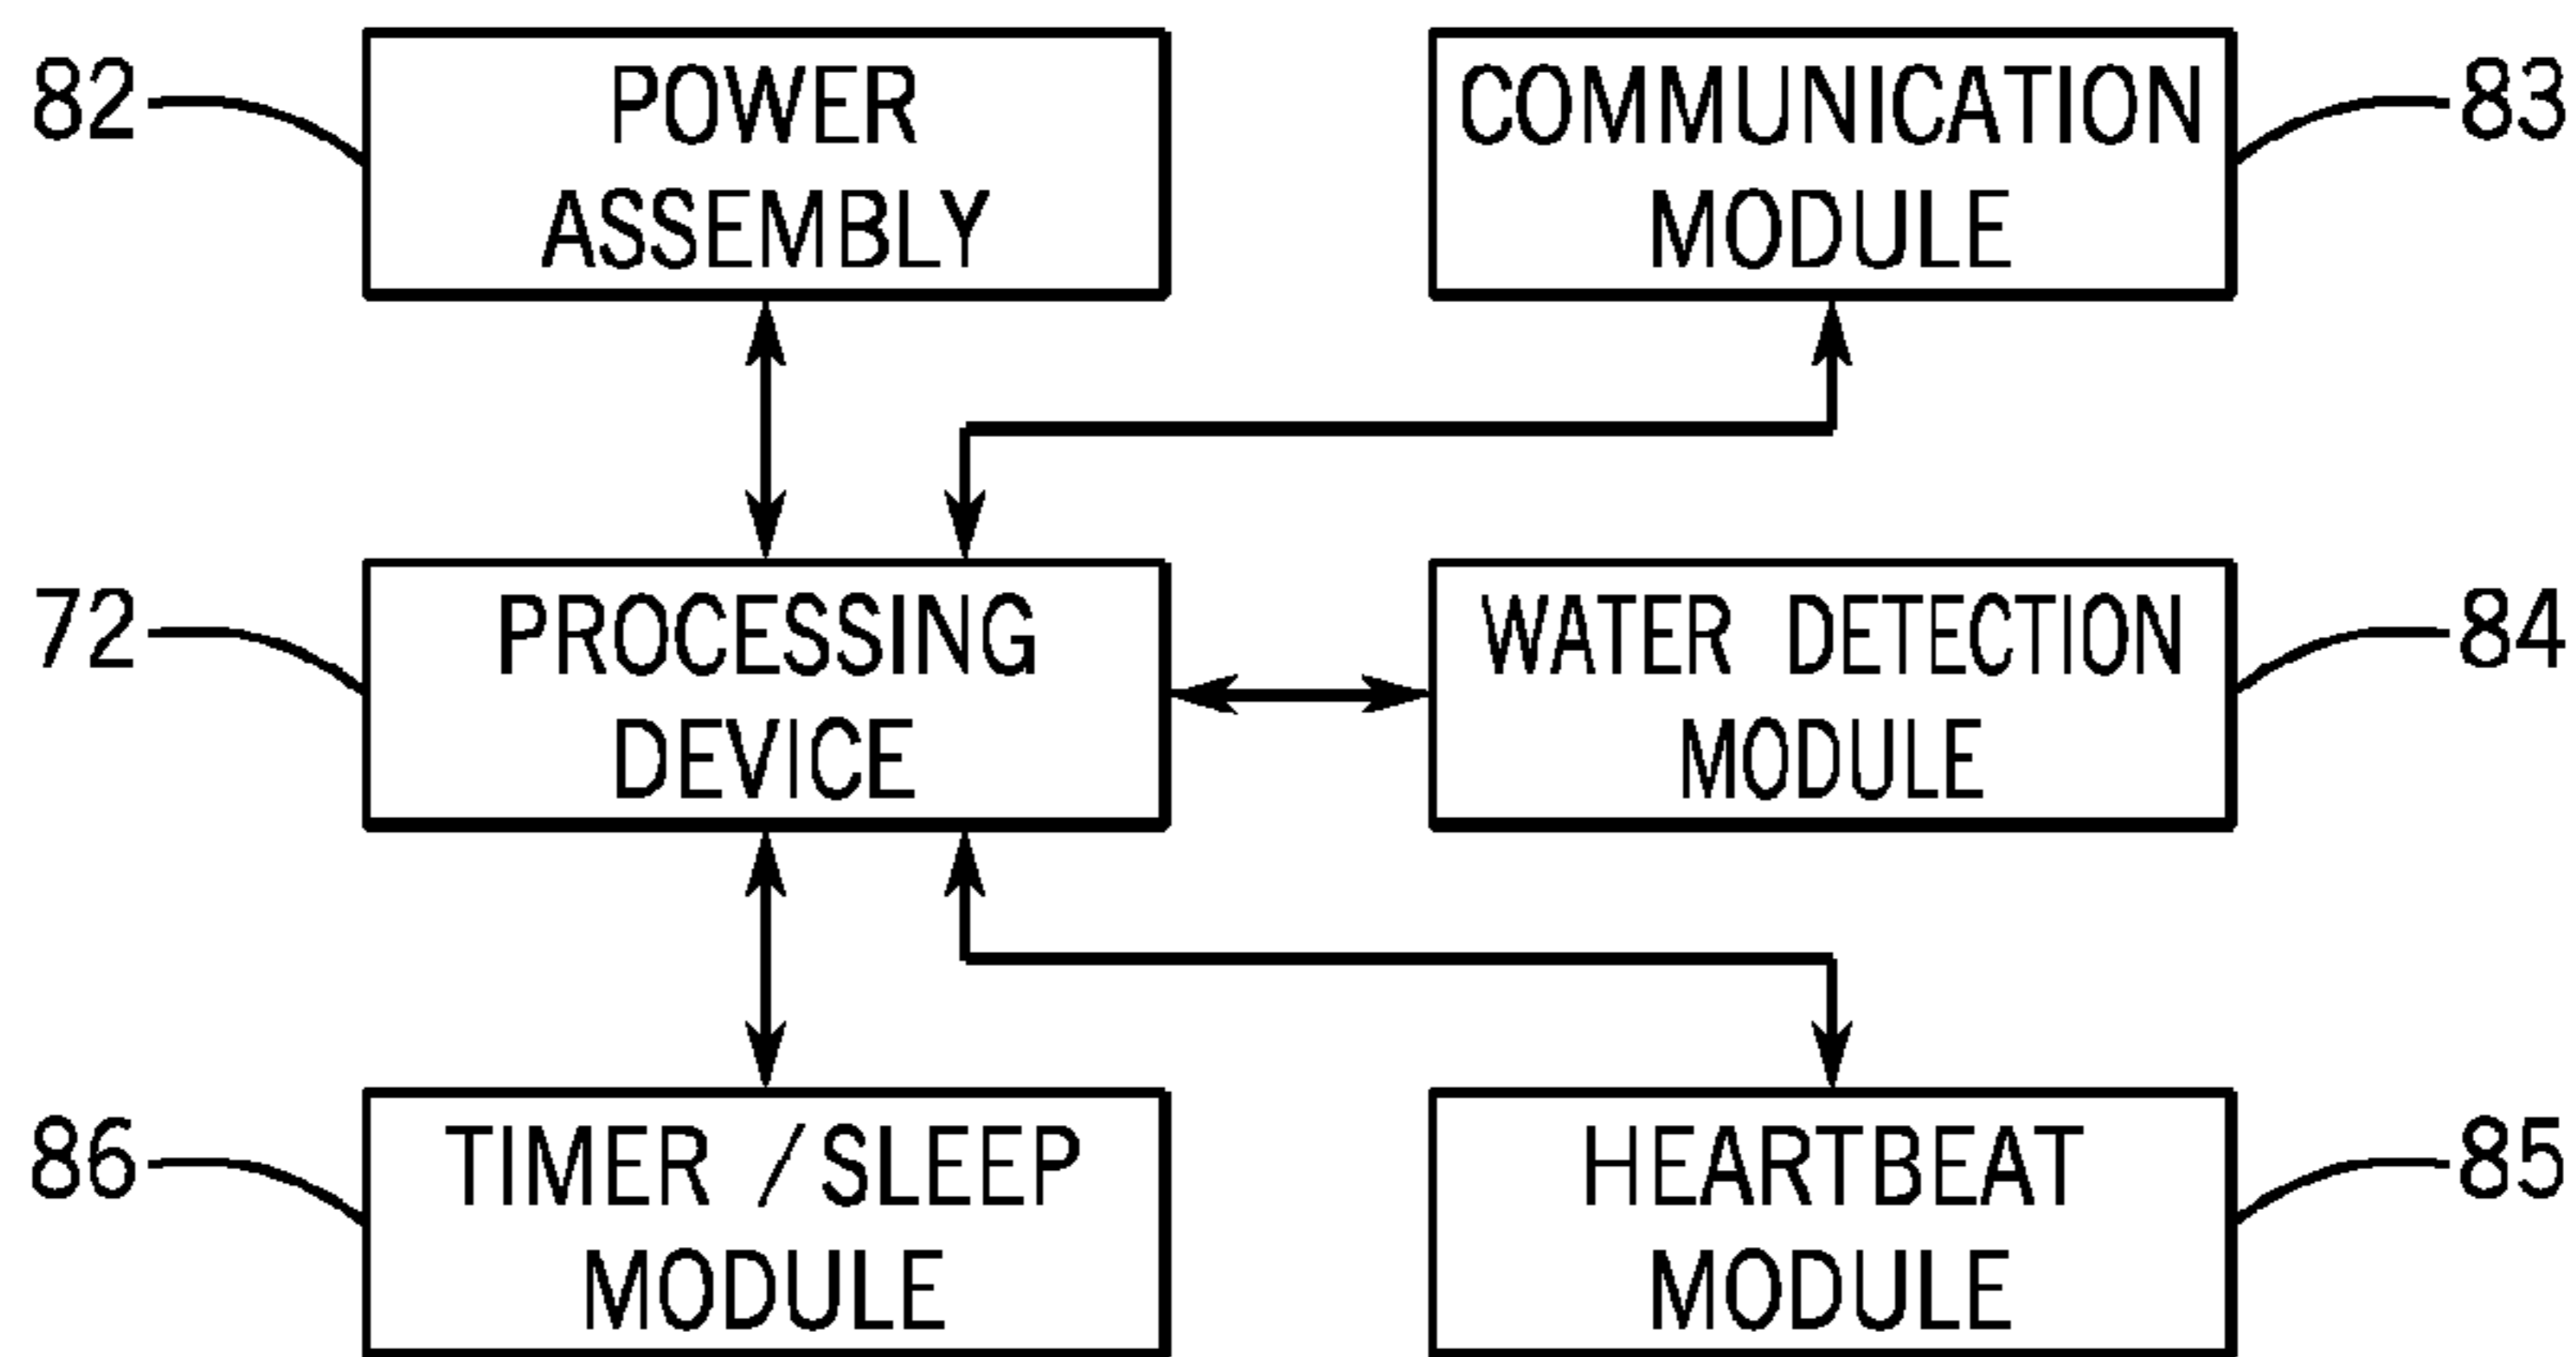 82
POWER
ASSEMBLY
COMMUNICATION
MODULE
83
72
PROCESSING
DEVICE
WATER DETECTION
MODULE
84
86
TIMER /SLEEP
MODULE
HEARTBEAT
MODULE
85